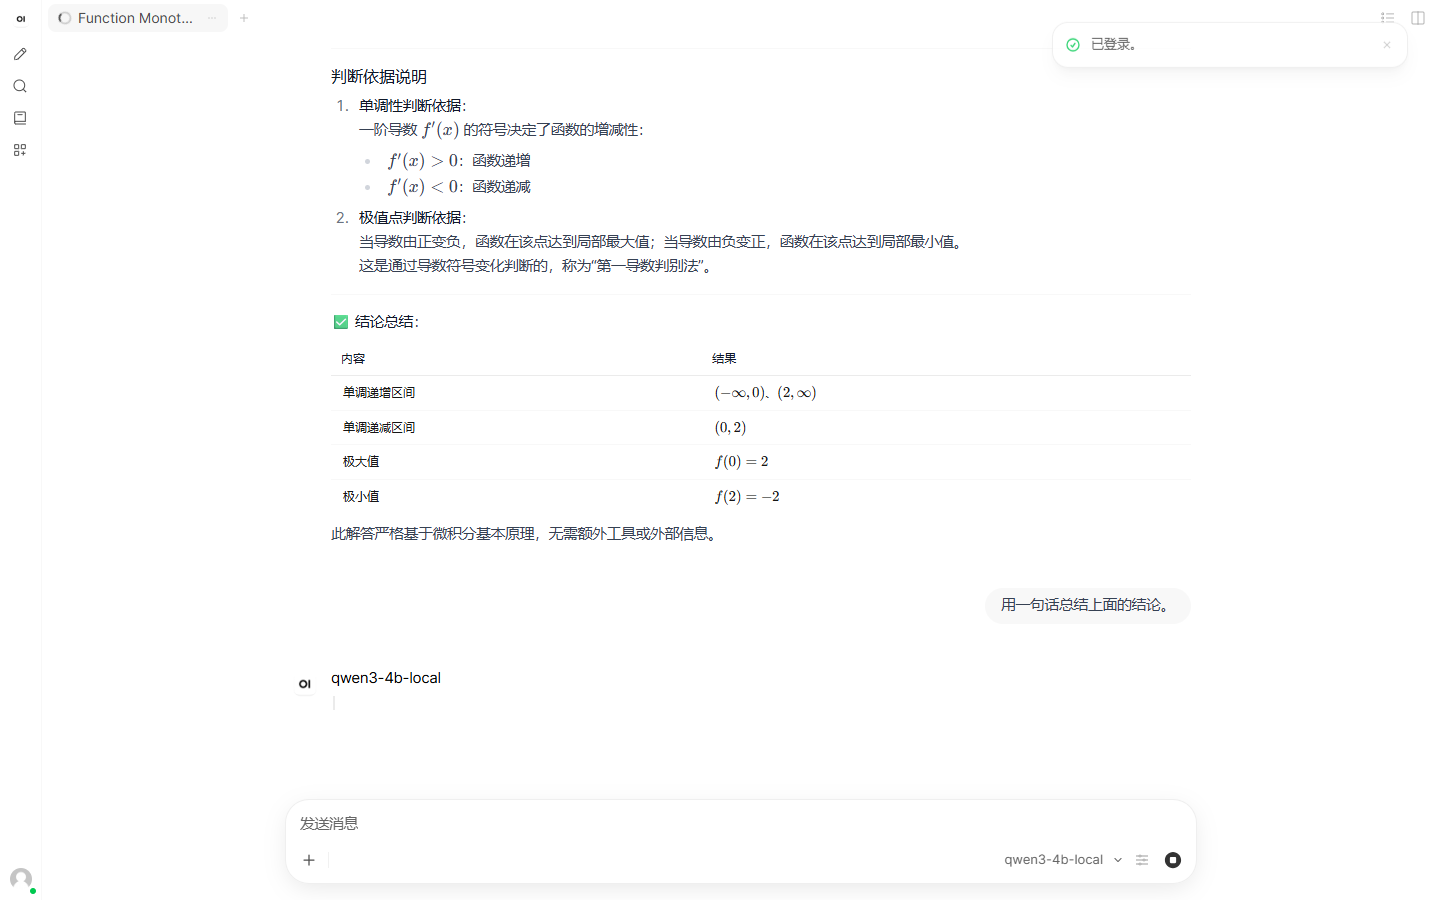 OI
Function Monot...
已登录。
判断依据说明
1. 单调性判断依据：
一阶导数 f′(x) 的符号决定了函数的增减性：
f′(x) > 0：函数递增
f′(x) < 0：函数递减
2. 极值点判断依据：
当导数由正变负，函数在该点达到局部最大值；当导数由负变正，函数在该点达到局部最小值。
这是通过导数符号变化判断的，称为“第一导数判别法”。
✅ 结论总结：
内容 结果
单调递增区间 (−∞, 0)、(2, ∞)
单调递减区间 (0, 2)
极大值 f(0) = 2
极小值 f(2) = −2
此解答严格基于微积分基本原理，无需额外工具或外部信息。
用一句话总结上面的结论。
OI qwen3-4b-local
发送消息
qwen3-4b-local